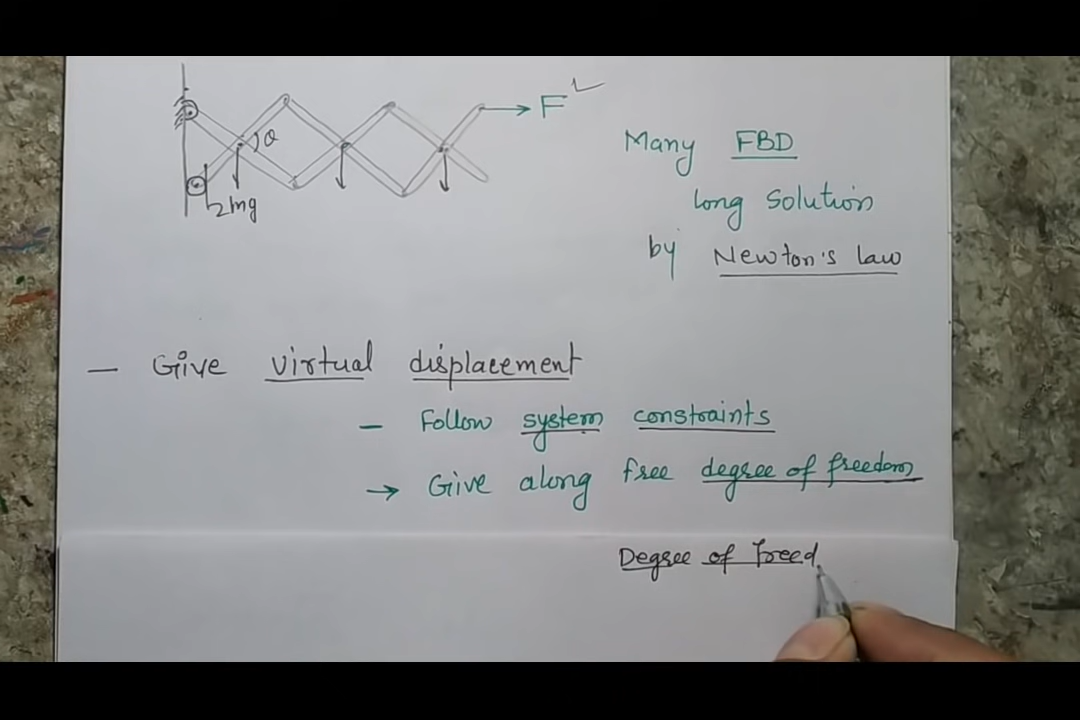 F
θ
2mg
Many FBD
long solution
by Newton's law
- Give virtual displacement
- Follow system constraints
→ Give along free degree of freedom
Degree of freed